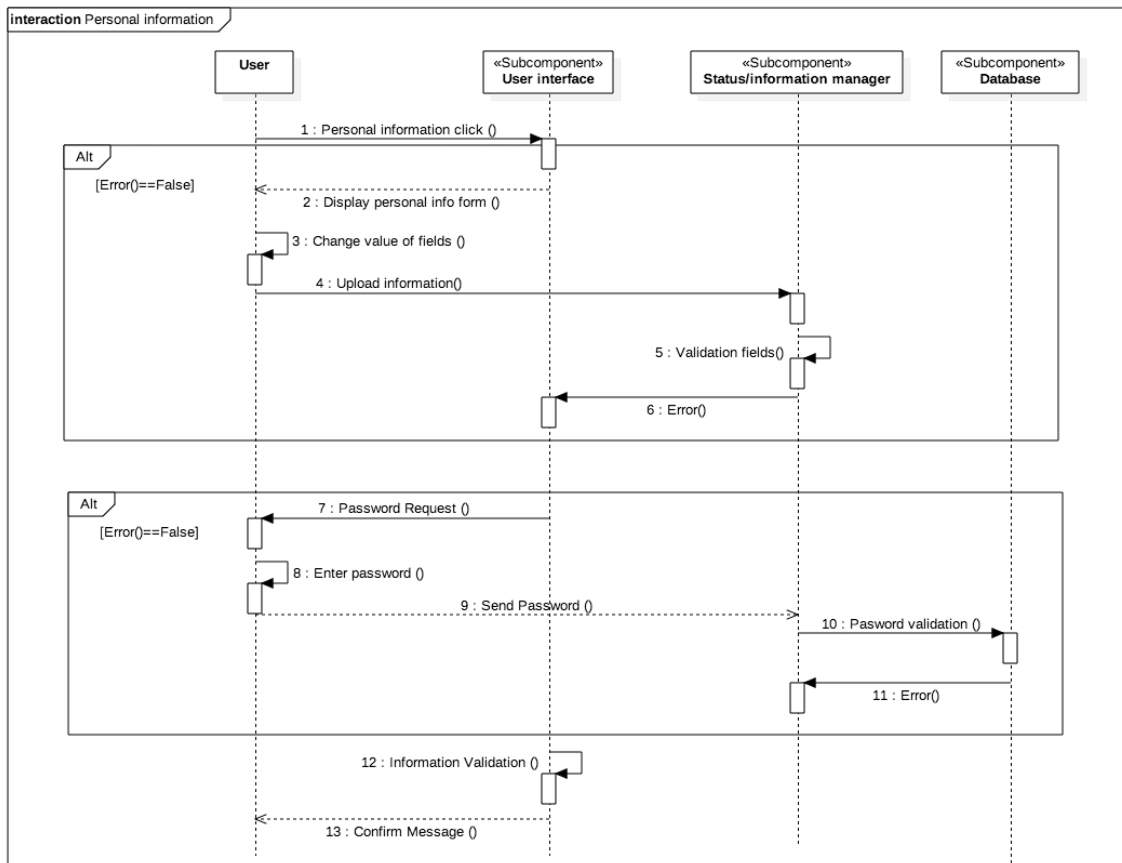 interaction Personal information
User
«Subcomponent»
User interface
«Subcomponent»
Status/information manager
«Subcomponent»
Database
1 : Personal information click ()
Alt
[Error()==False]
2 : Display personal info form ()
3 : Change value of fields ()
4 : Upload information()
5 : Validation fields()
6 : Error()
Alt
7 : Password Request ()
[Error()==False]
8 : Enter password ()
9 : Send Password ()
10 : Pasword validation ()
11 : Error()
12 : Information Validation ()
13 : Confirm Message ()